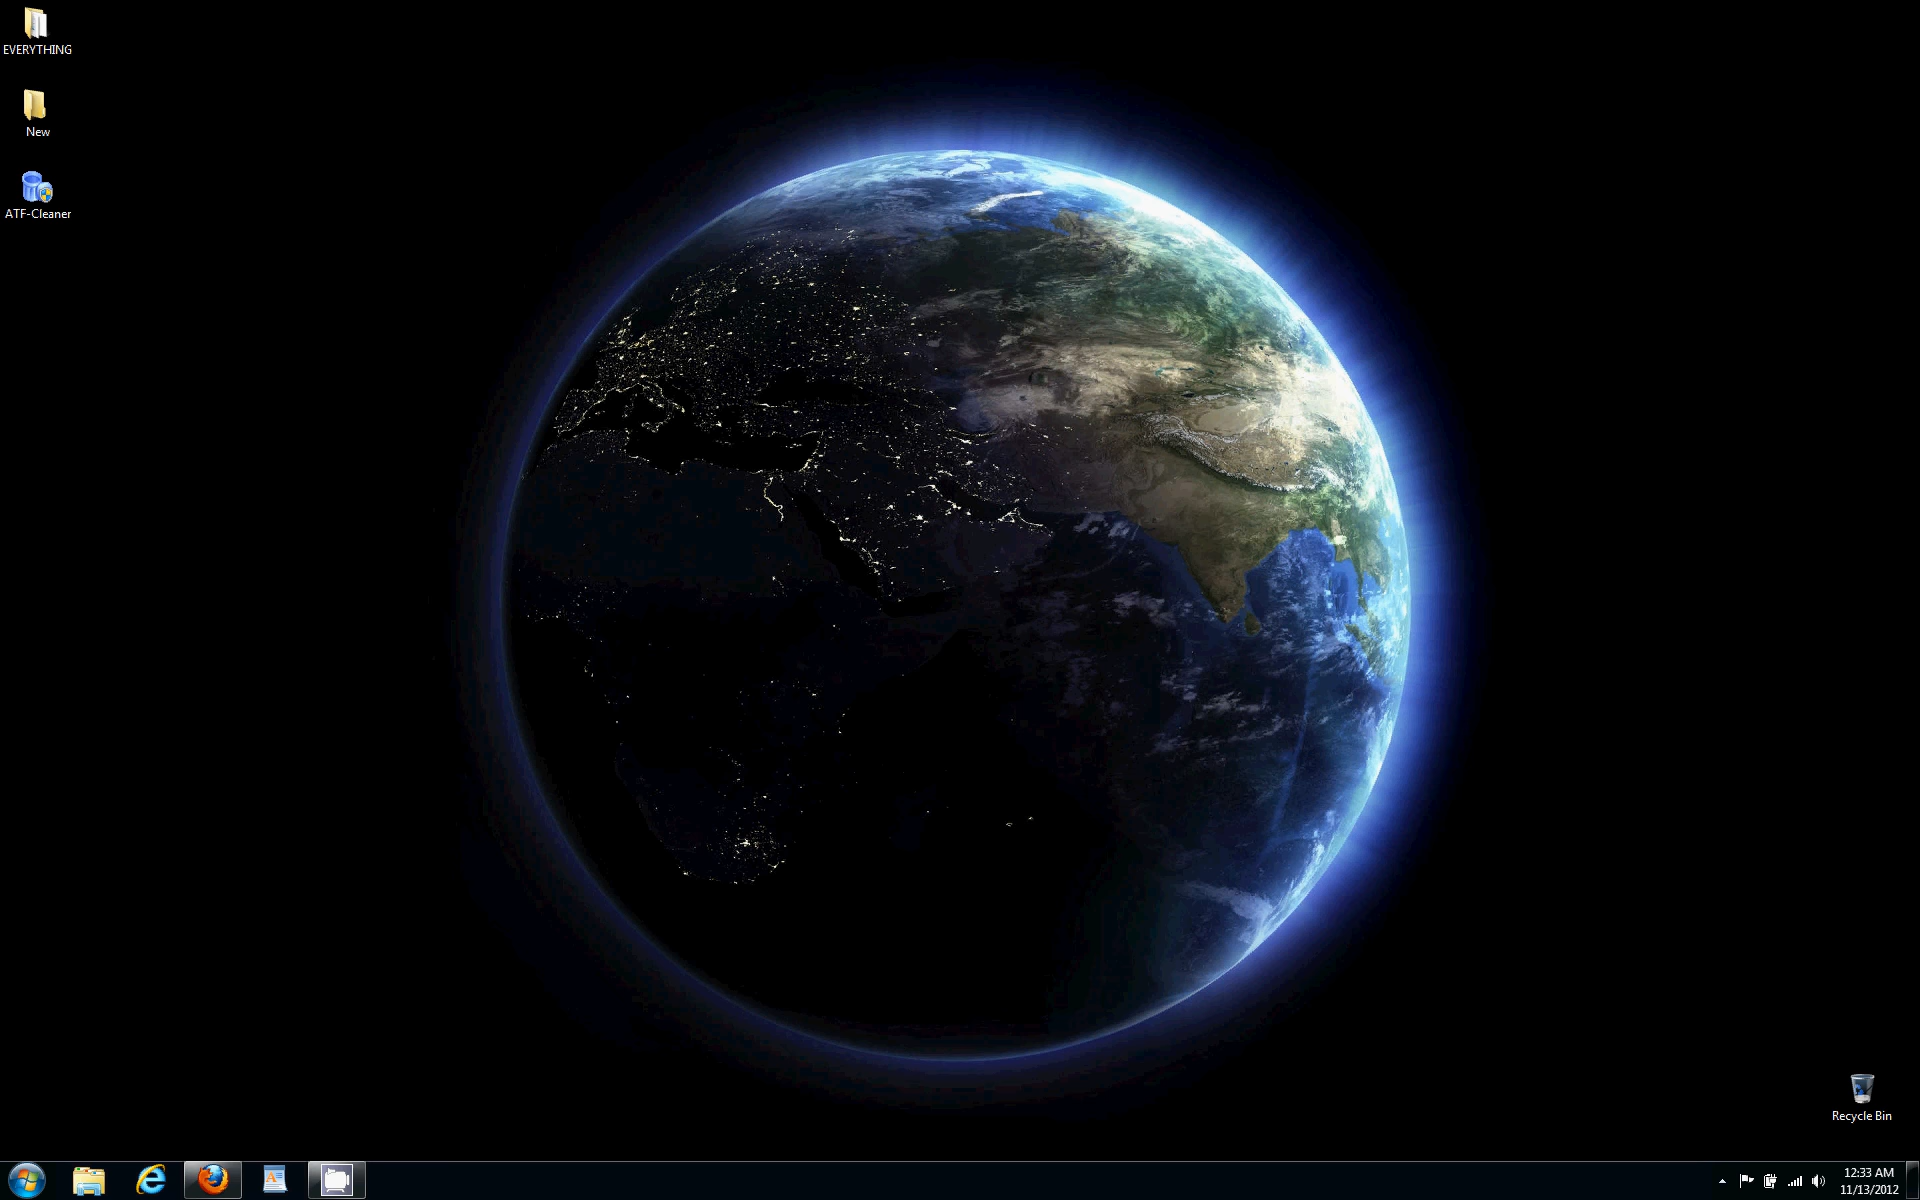 EVERYTHING
New
ATF-Cleaner
Recycle Bin
12:33 AM
11/13/2012